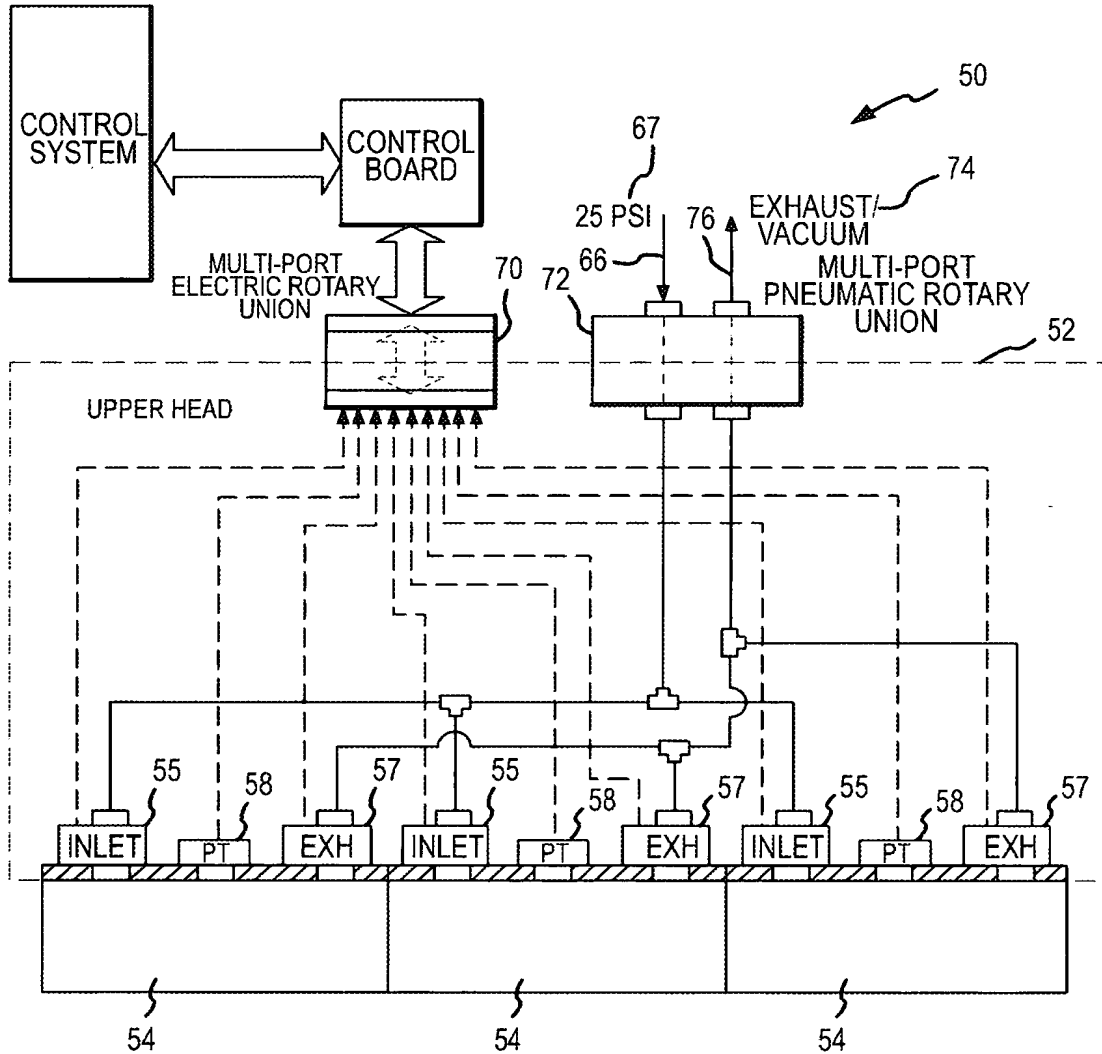 50
CONTROL
SYSTEM
CONTROL
BOARD
67
25 PSI
66
76
EXHAUST/
VACUUM
74
MULTI-PORT
ELECTRIC ROTARY
UNION
70
72
MULTI-PORT
PNEUMATIC ROTARY
UNION
52
UPPER HEAD
55
58
57
55
58
57
55
58
57
INLET
PT
EXH
INLET
PT
EXH
INLET
PT
EXH
54
54
54